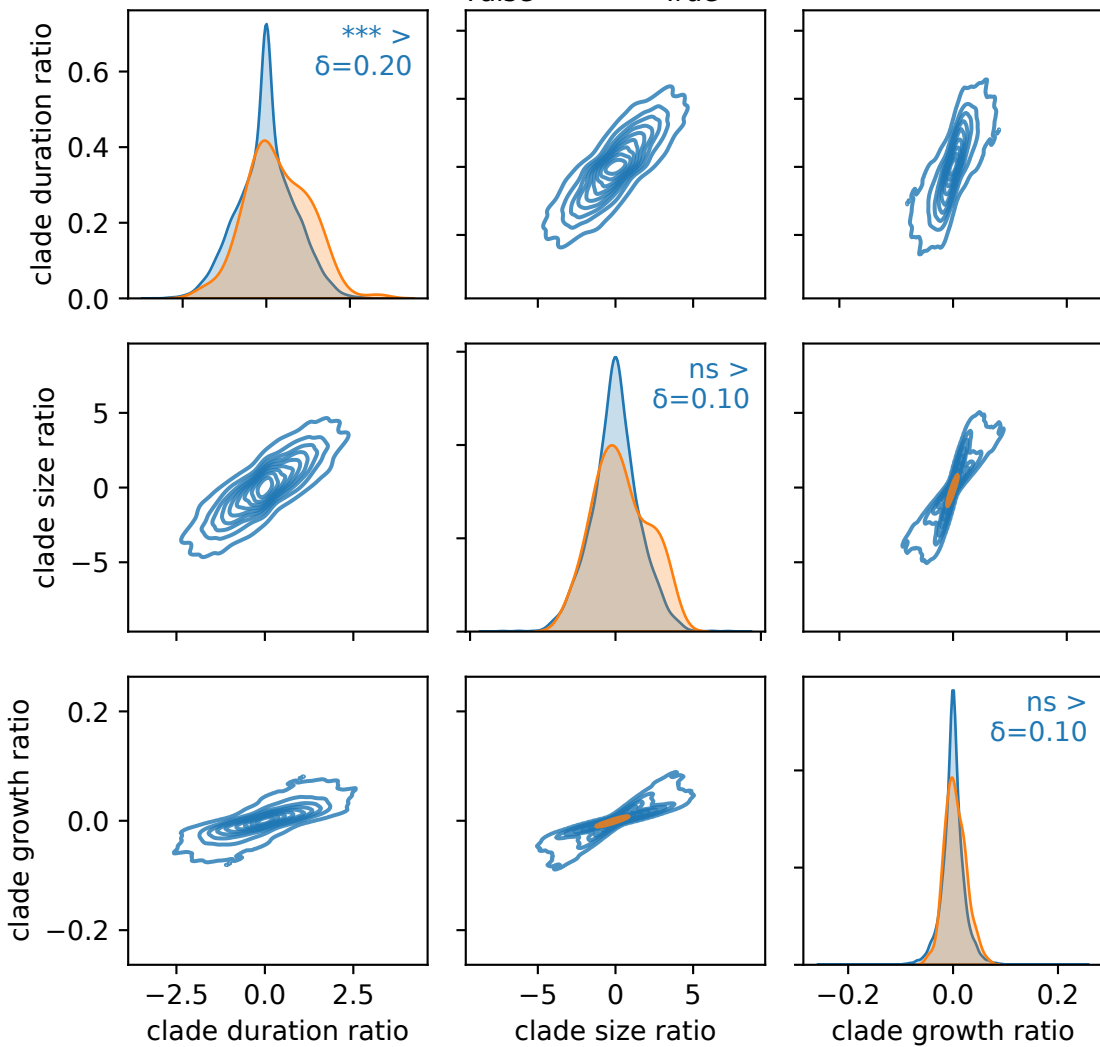 clade duration ratio
0.6
0.4
0.2
0.0
*** >
δ=0.20
clade size ratio
5
0
−5
ns >
δ=0.10
clade growth ratio
0.2
0.0
−0.2
ns >
δ=0.10
−2.5 0.0 2.5
−5 0 5
−0.2 0.0 0.2
clade duration ratio
clade size ratio
clade growth ratio